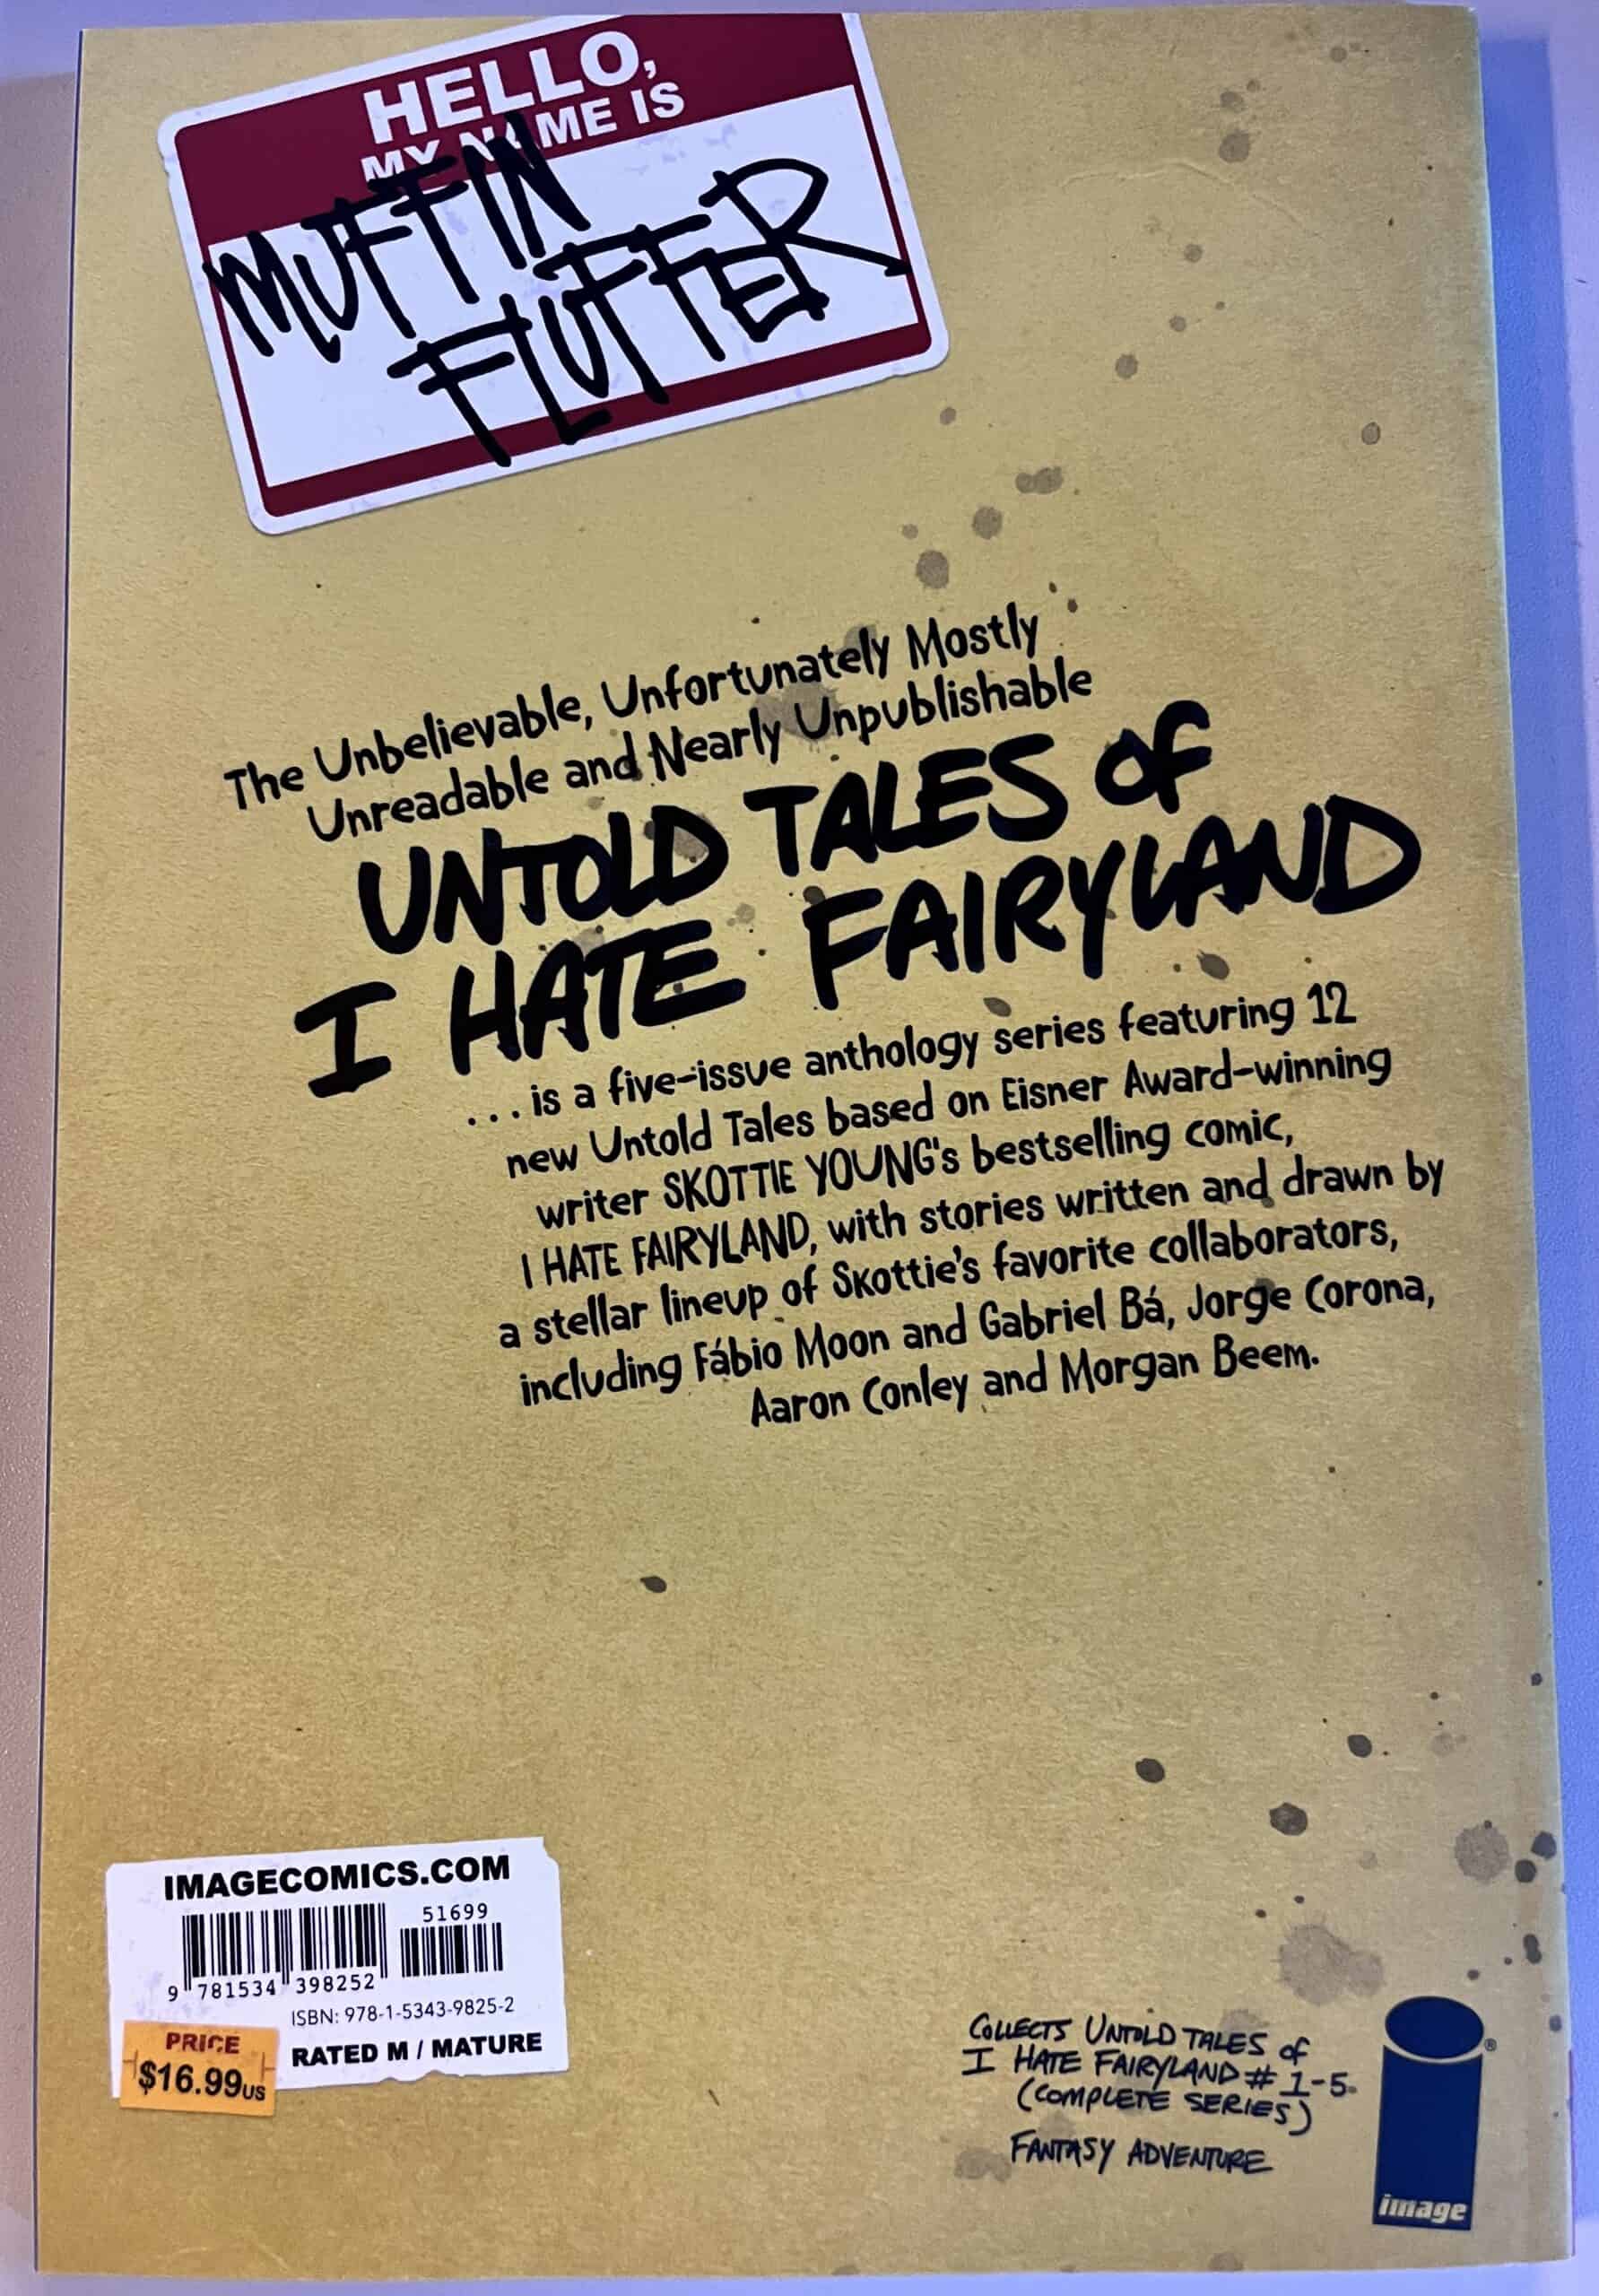 HELLO,
MY NAME IS
MUFFIN
FLUFFER
The Unbelievable, Unfortunately Mostly
Unreadable and Nearly Unpublishable
UNTOLD TALES OF
I HATE FAIRYLAND
... is a five-issue anthology series featuring 12
new Untold Tales based on Eisner Award-winning
writer SKOTTIE YOUNG's bestselling comic,
I HATE FAIRYLAND, with stories written and drawn by
a stellar lineup of Skottie's favorite collaborators,
including Fábio Moon and Gabriel Bá, Jorge Corona,
Aaron Conley and Morgan Beem.
IMAGECOMICS.COM
51699
9 781534 398252
ISBN: 978-1-5343-9825-2
RATED M / MATURE
PRICE
$16.99US
COLLECTS UNTOLD TALES of
I HATE FAIRYLAND # 1-5
(COMPLETE SERIES)
FANTASY ADVENTURE
image
®